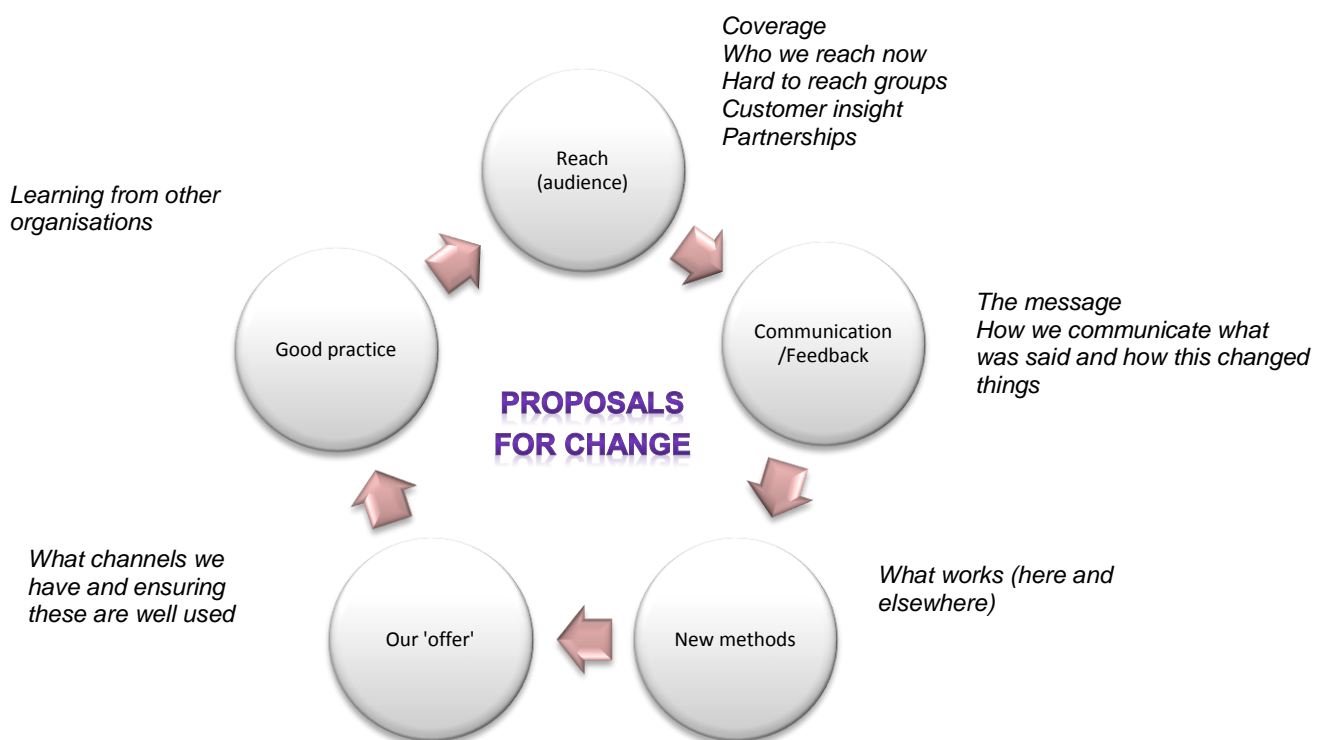 Coverage
Who we reach now
Hard to reach groups
Customer insight
Partnerships
Reach
(audience)
Learning from other
organisations
Good practice
Communication
/Feedback
The message
How we communicate what
was said and how this changed
things
PROPOSALS
FOR CHANGE
What channels we
have and ensuring
these are well used
Our 'offer'
New methods
What works (here and
elsewhere)